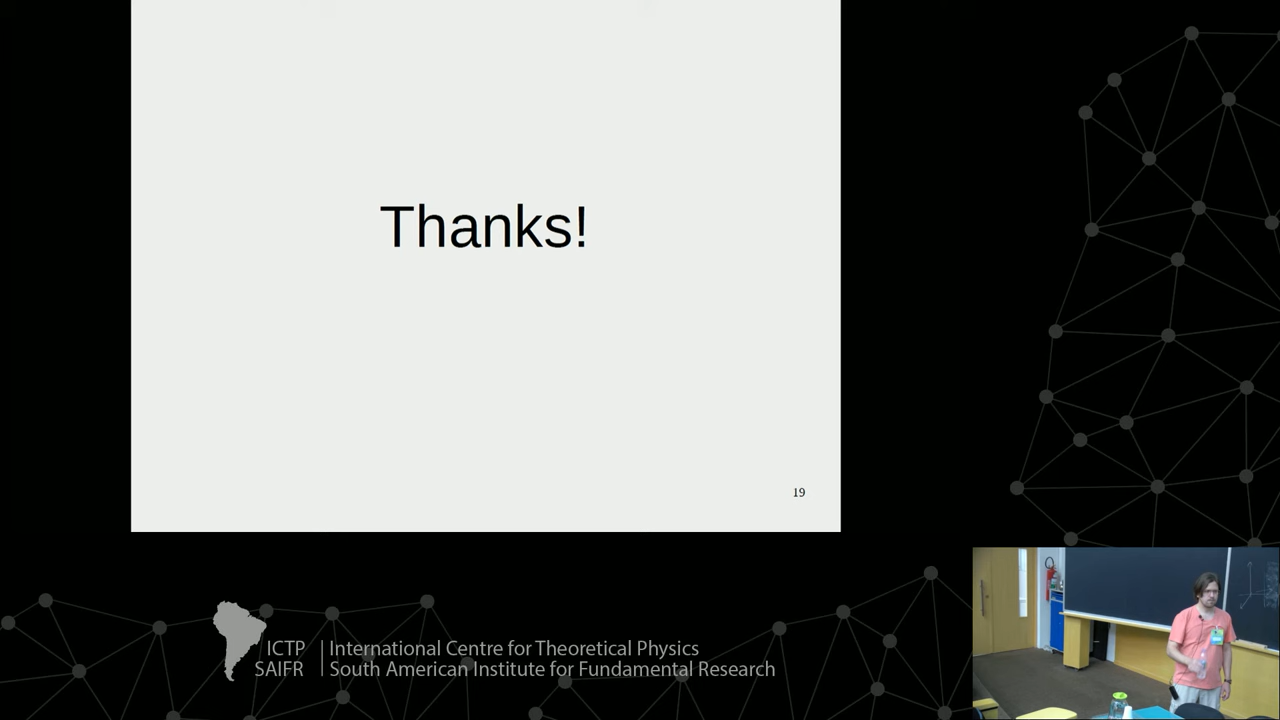 Thanks!
19
ICTP
SAIFR
International Centre for Theoretical Physics
South American Institute for Fundamental Research